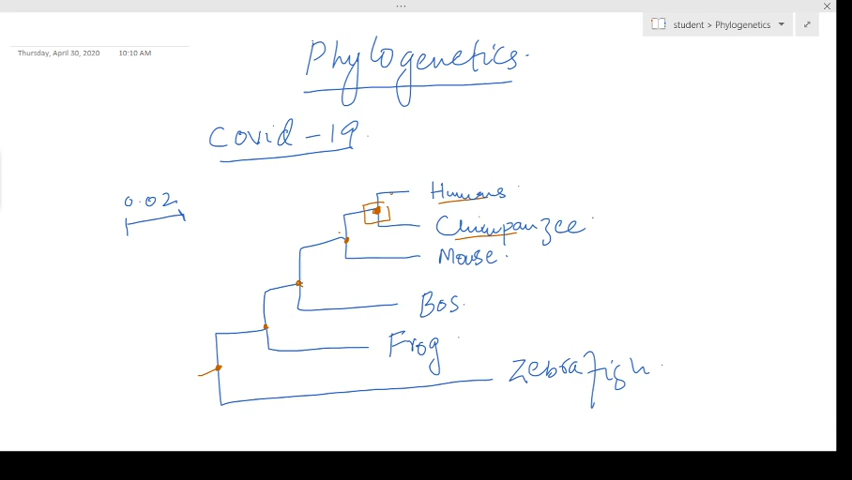 student > Phylogenetics
Thursday, April 30, 2020 10:10 AM
Phylogenetics
Covid-19
0.02
Humans
Chimpanzee
Mouse
Bos
Frog
Zebrafish